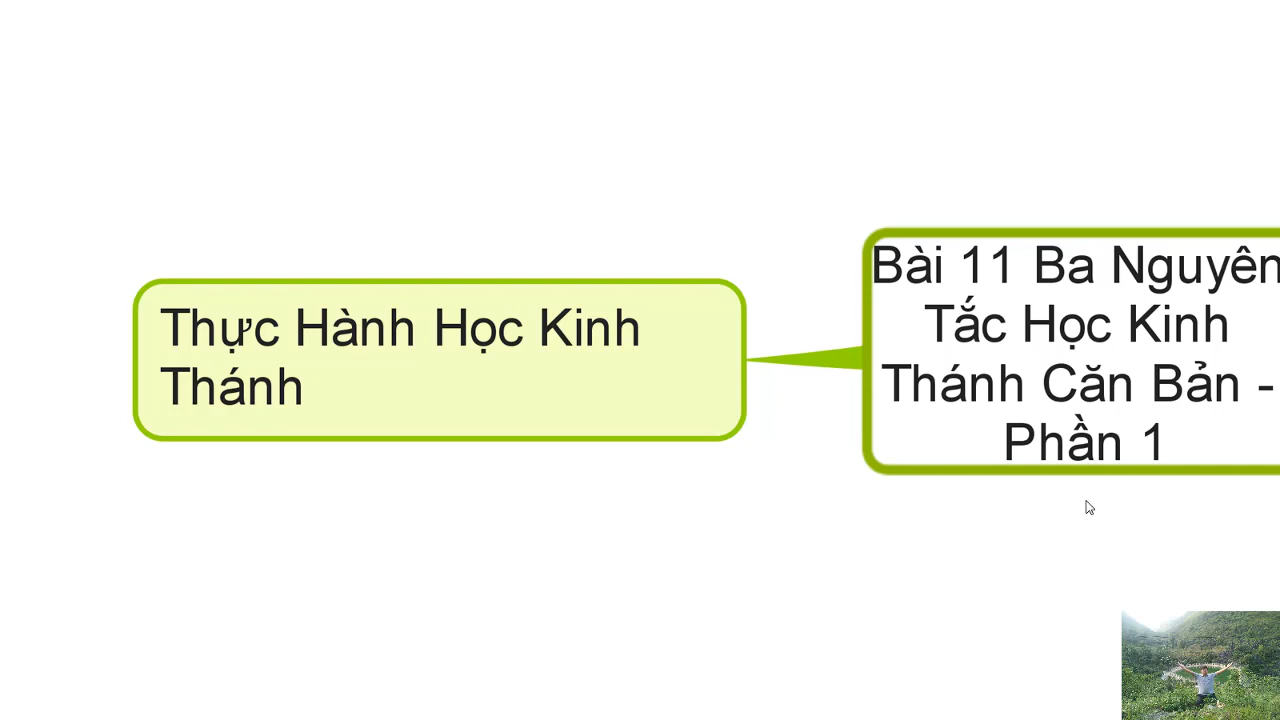 Thực Hành Học Kinh
Thánh
Bài 11 Ba Nguyên
Tắc Học Kinh
Thánh Căn Bản -
Phần 1